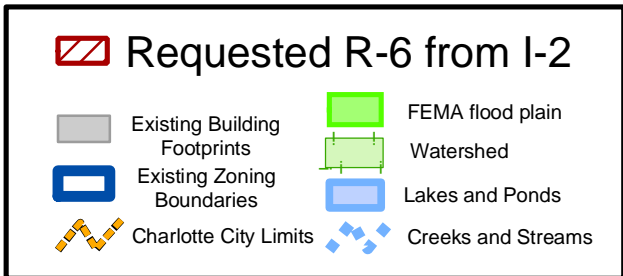 Requested R-6 from I-2
Existing Building
Footprints
Existing Zoning
Boundaries
Charlotte City Limits
FEMA flood plain
Watershed
Lakes and Ponds
Creeks and Streams